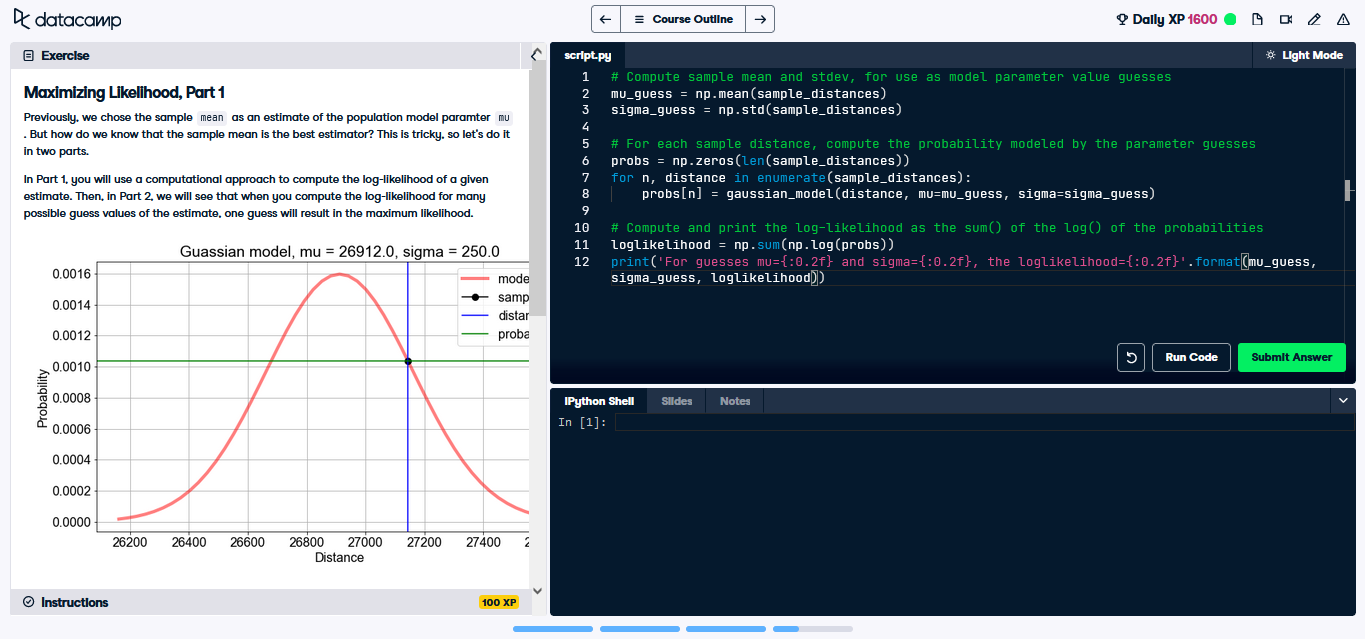 datacamp
Course Outline
Daily XP 1600
Exercise
Maximizing Likelihood, Part 1
Previously, we chose the sample mean as an estimate of the population model paramter mu
. But how do we know that the sample mean is the best estimator? This is tricky, so let's do it
in two parts.
In Part 1, you will use a computational approach to compute the log-likelihood of a given
estimate. Then, in Part 2, we will see that when you compute the log-likelihood for many
possible guess values of the estimate, one guess will result in the maximum likelihood.
Guassian model, mu = 26912.0, sigma = 250.0
0.0016
0.0014
0.0012
0.0010
0.0008
0.0006
0.0004
0.0002
0.0000
Probability
mode
samp
distar
proba
26200 26400 26600 26800 27000 27200 27400 2
Distance
Instructions
100 XP
script.py
Light Mode
1 # Compute sample mean and stdev, for use as model parameter value guesses
2 mu_guess = np.mean(sample_distances)
3 sigma_guess = np.std(sample_distances)
4
5 # For each sample distance, compute the probability modeled by the parameter guesses
6 probs = np.zeros(len(sample_distances))
7 for n, distance in enumerate(sample_distances):
8 probs[n] = gaussian_model(distance, mu=mu_guess, sigma=sigma_guess)
9
10 # Compute and print the log-likelihood as the sum() of the log() of the probabilities
11 loglikelihood = np.sum(np.log(probs))
12 print('For guesses mu={:0.2f} and sigma={:0.2f}, the loglikelihood={:0.2f}'.format(mu_guess,
sigma_guess, loglikelihood))
Run Code
Submit Answer
IPython Shell
Slides
Notes
In [1]: